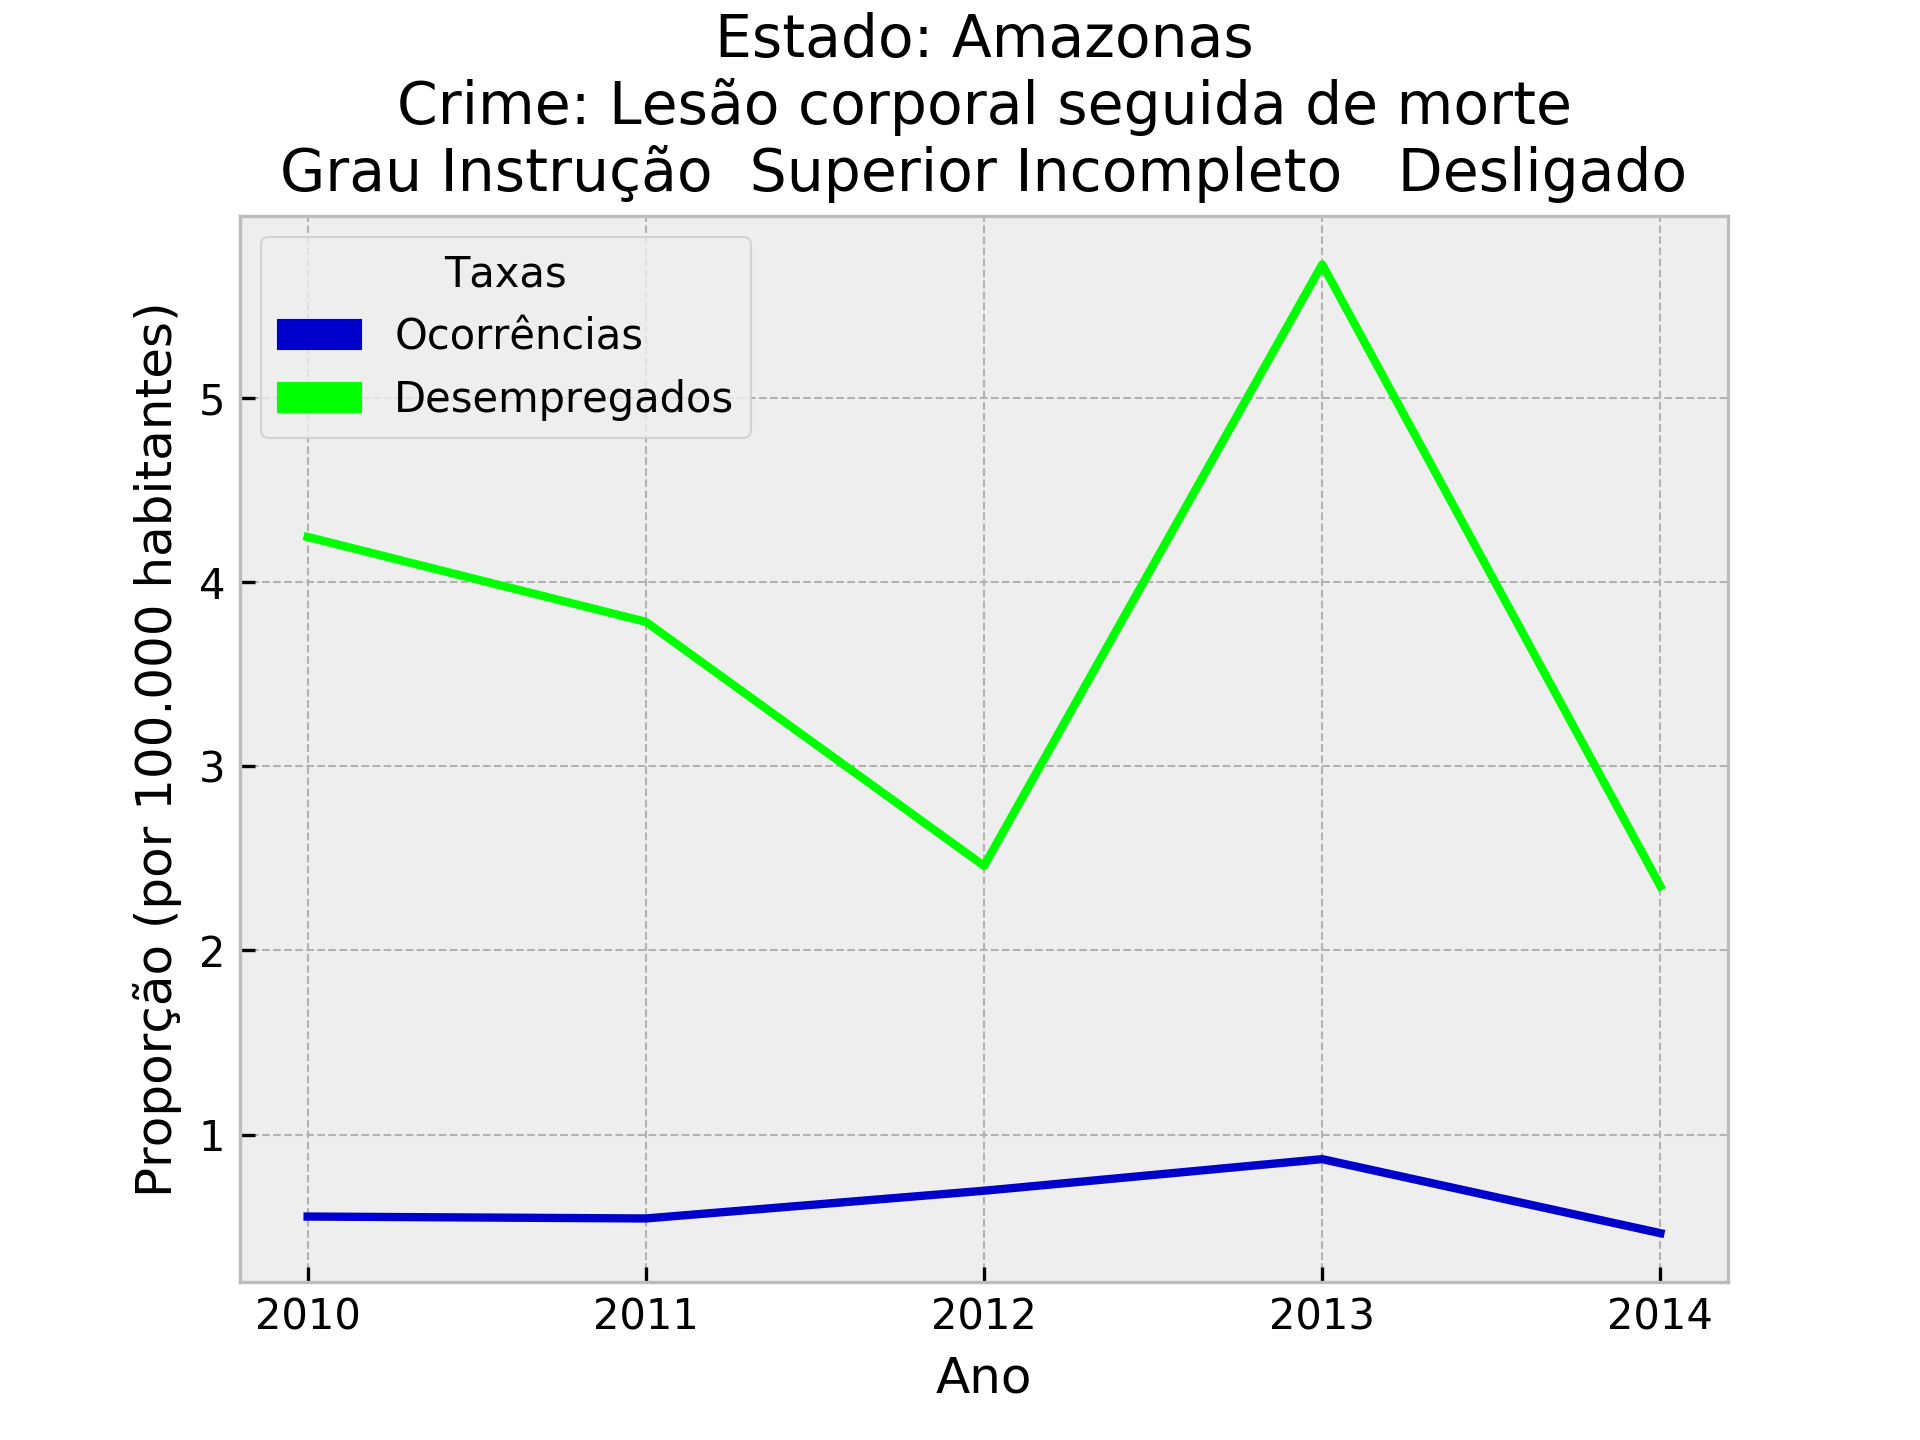 Estado: Amazonas
Crime: Lesão corporal seguida de morte
Grau Instrução  Superior Incompleto   Desligado
Taxas
Ocorrências
Desempregados
Proporção (por 100.000 habitantes)
5
4
3
2
1
2010 2011 2012 2013 2014
Ano